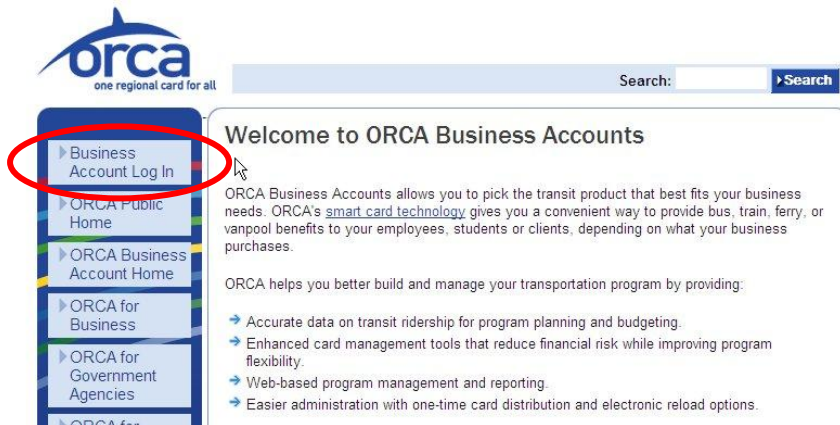 orca
one regional card for all
Search:
Search
Business
Account Log In
ORCA Public
Home
ORCA Business
Account Home
ORCA for
Business
ORCA for
Government
Agencies
ORCA for
Welcome to ORCA Business Accounts
ORCA Business Accounts allows you to pick the transit product that best fits your business
needs. ORCA's smart card technology gives you a convenient way to provide bus, train, ferry, or
vanpool benefits to your employees, students or clients, depending on what your business
purchases.
ORCA helps you better build and manage your transportation program by providing:
Accurate data on transit ridership for program planning and budgeting.
Enhanced card management tools that reduce financial risk while improving program
flexibility.
Web-based program management and reporting.
Easier administration with one-time card distribution and electronic reload options.